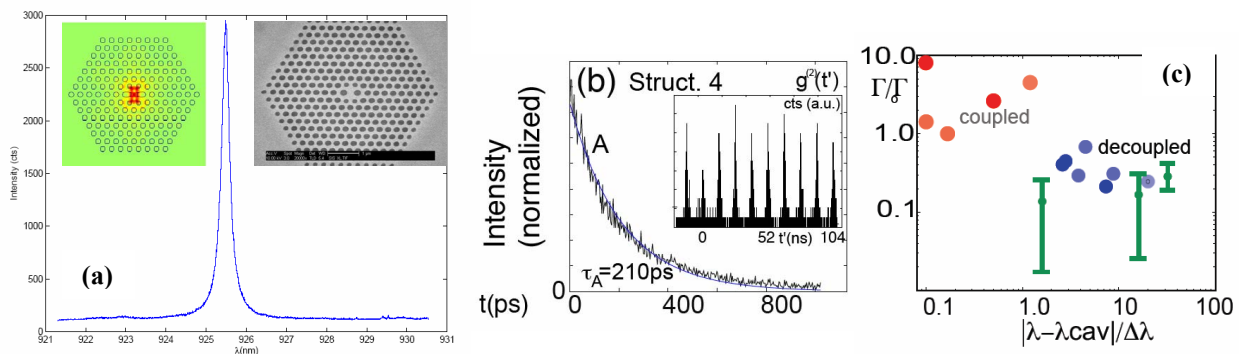 3000
2500
2000
1500
1000
500
0
Intensity (cts)
(a)
921 922 923 924 925 926 927 928 929 930 931
λ(nm)
(b) Struct. 4
g⁽²⁾(t')
cts (a.u.)
A
0 52 t'(ns) 104
Intensity
(normalized)
τA=210ps
0
t(ps) 400 800
(c)
10.0
1.0
0.1
coupled
decoupled
0.1 1.0 10 100
|λ−λcav|/Δλ